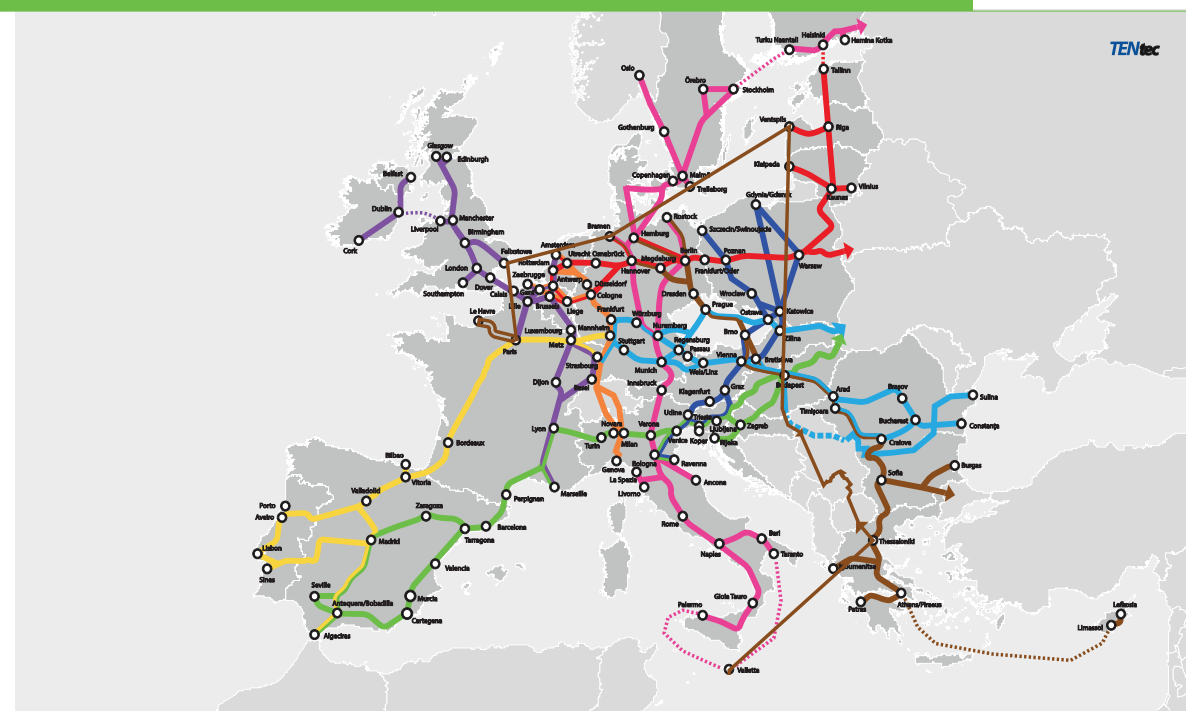 Turku Naantali
Helsinki
Hamina Kotka
TENtec
Oslo
Tallinn
Örebro
Stockholm
Ventspils
Riga
Gothenburg
Glasgow
Edinburgh
Klaipeda
Belfast
Copenhagen
Malmö
Trelleborg
Vilnius
Kaunas
Gdynia/Gdansk
Dublin
Liverpool
Manchester
Rostock
Birmingham
Bremen
Hamburg
Szczecin/Swinoujscie
Cork
Felixstowe
Amsterdam
Utrecht
Osnabrück
Berlin
Poznan
Rotterdam
Magdeburg
Warsaw
London
Zeebrugge
Hannover
Frankfurt/Oder
Dover
Antwerp
Düsseldorf
Southampton
Calais
Gent
Cologne
Dresden
Wroclaw
Lille
Brussels
Liege
Prague
Le Havre
Frankfurt
Ostrava
Katowice
Würzburg
Luxembourg
Mannheim
Nuremberg
Brno
Zilina
Paris
Metz
Stuttgart
Regensburg
Passau
Vienna
Bratislava
Strasbourg
Munich
Wels/Linz
Dijon
Basel
Innsbruck
Budapest
Klagenfurt
Graz
Arad
Brasov
Sulina
Timişoara
Udine
Trieste
Bucharest
Constanţa
Lyon
Novara
Verona
Ljubljana
Zagreb
Bordeaux
Turin
Milan
Venice
Koper
Rijeka
Craiova
Bilbao
Genova
Bologna
Ravenna
Vitoria
La Spezia
Sofia
Burgas
Livorno
Ancona
Valladolid
Marseille
Perpignan
Porto
Zaragoza
Aveiro
Barcelona
Rome
Madrid
Tarragona
Bari
Lisbon
Naples
Taranto
Thessaloniki
Sines
Valencia
Igoumenitsa
Seville
Murcia
Gioia Tauro
Antequera/Bobadilla
Palermo
Patras
Athens/Piraeus
Lefkosia
Cartagena
Limassol
Algeciras
Valletta